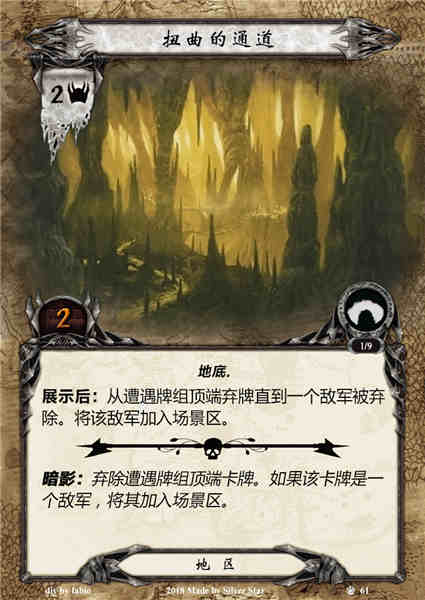 扭曲的通道
2
2
1/9
地底.
展示后：从遭遇牌组顶端弃牌直到一个敌军被弃
除。将该敌军加入场景区。
暗影：弃除遭遇牌组顶端卡牌。如果该卡牌是一
个敌军，将其加入场景区。
地区
diy by fabio
2018 Made by Silver Star
61